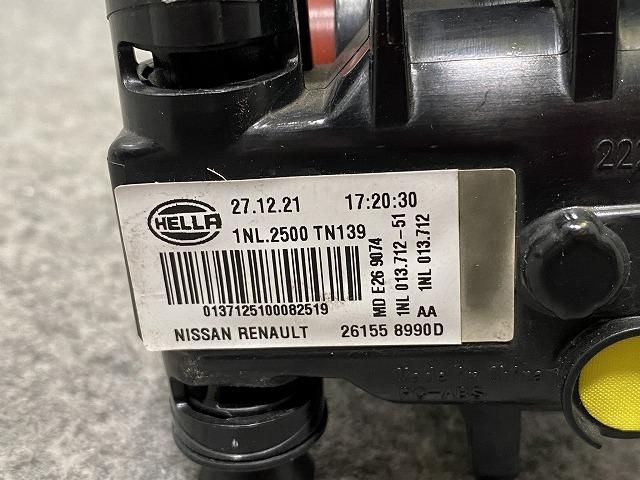 222
HELLA 27.12.21 17:20:30
1NL.2500 TN139
0137125100082519
MD E26 9074
1NL 013.712-51
1NL 013.712
AA
NISSAN RENAULT 26155 8990D
Made In China
PC-ABS